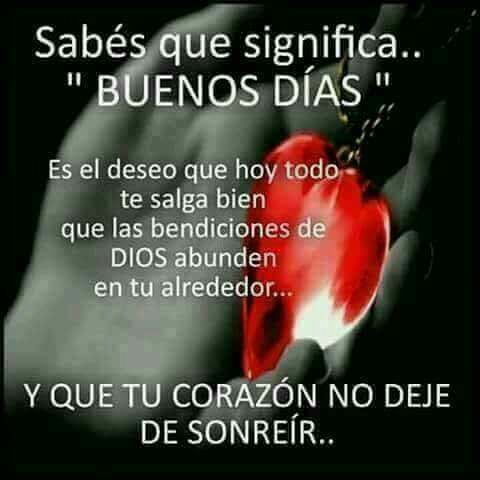 Sabés que significa..
" BUENOS DÍAS "
Es el deseo que hoy todo
te salga bien
que las bendiciones de
DIOS abunden
en tu alrededor...
Y QUE TU CORAZÓN NO DEJE
DE SONREÍR..